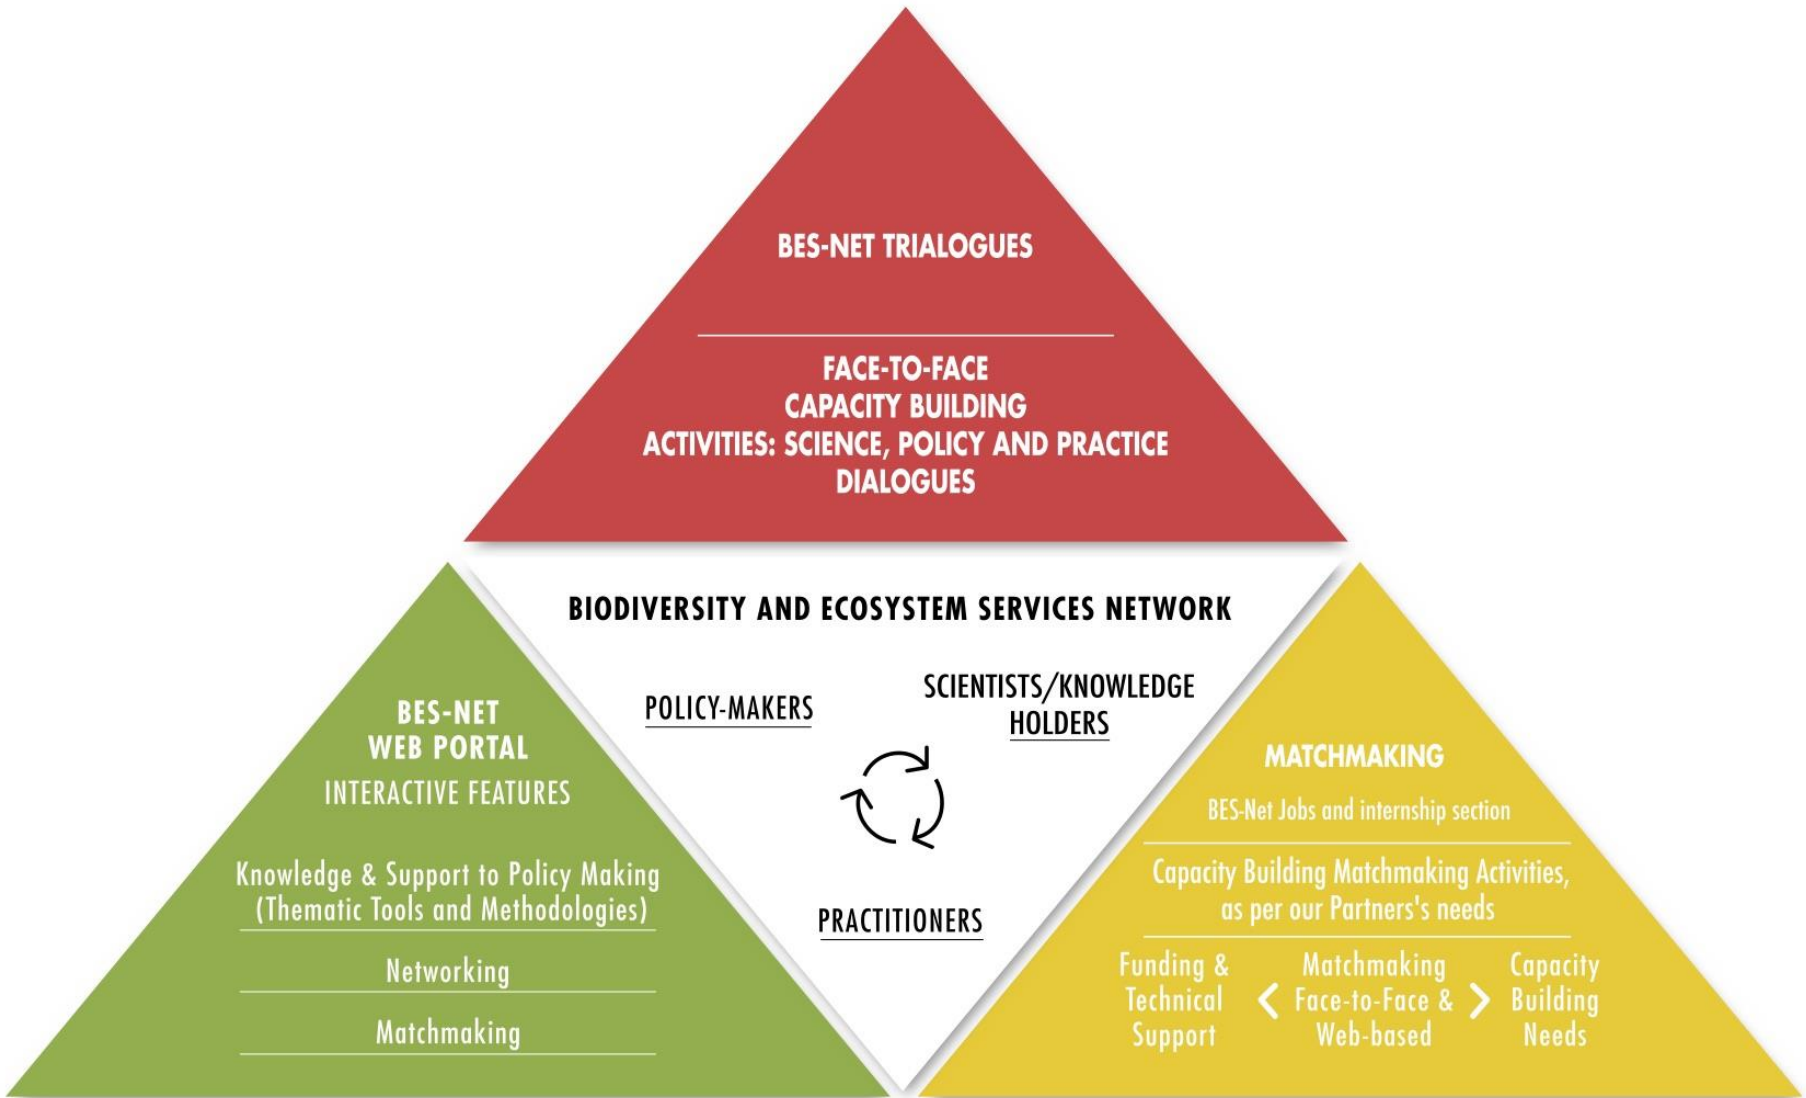 BES-NET TRIALOGUES
FACE-TO-FACE
CAPACITY BUILDING
ACTIVITIES: SCIENCE, POLICY AND PRACTICE
DIALOGUES
BIODIVERSITY AND ECOSYSTEM SERVICES NETWORK
POLICY-MAKERS
SCIENTISTS/KNOWLEDGE
HOLDERS
PRACTITIONERS
BES-NET
WEB PORTAL
INTERACTIVE FEATURES
Knowledge & Support to Policy Making
(Thematic Tools and Methodologies)
Networking
Matchmaking
MATCHMAKING
BES-Net Jobs and internship section
Capacity Building Matchmaking Activities,
as per our Partners's needs
Funding &
Technical
Support
Matchmaking
Face-to-Face &
Web-based
Capacity
Building
Needs